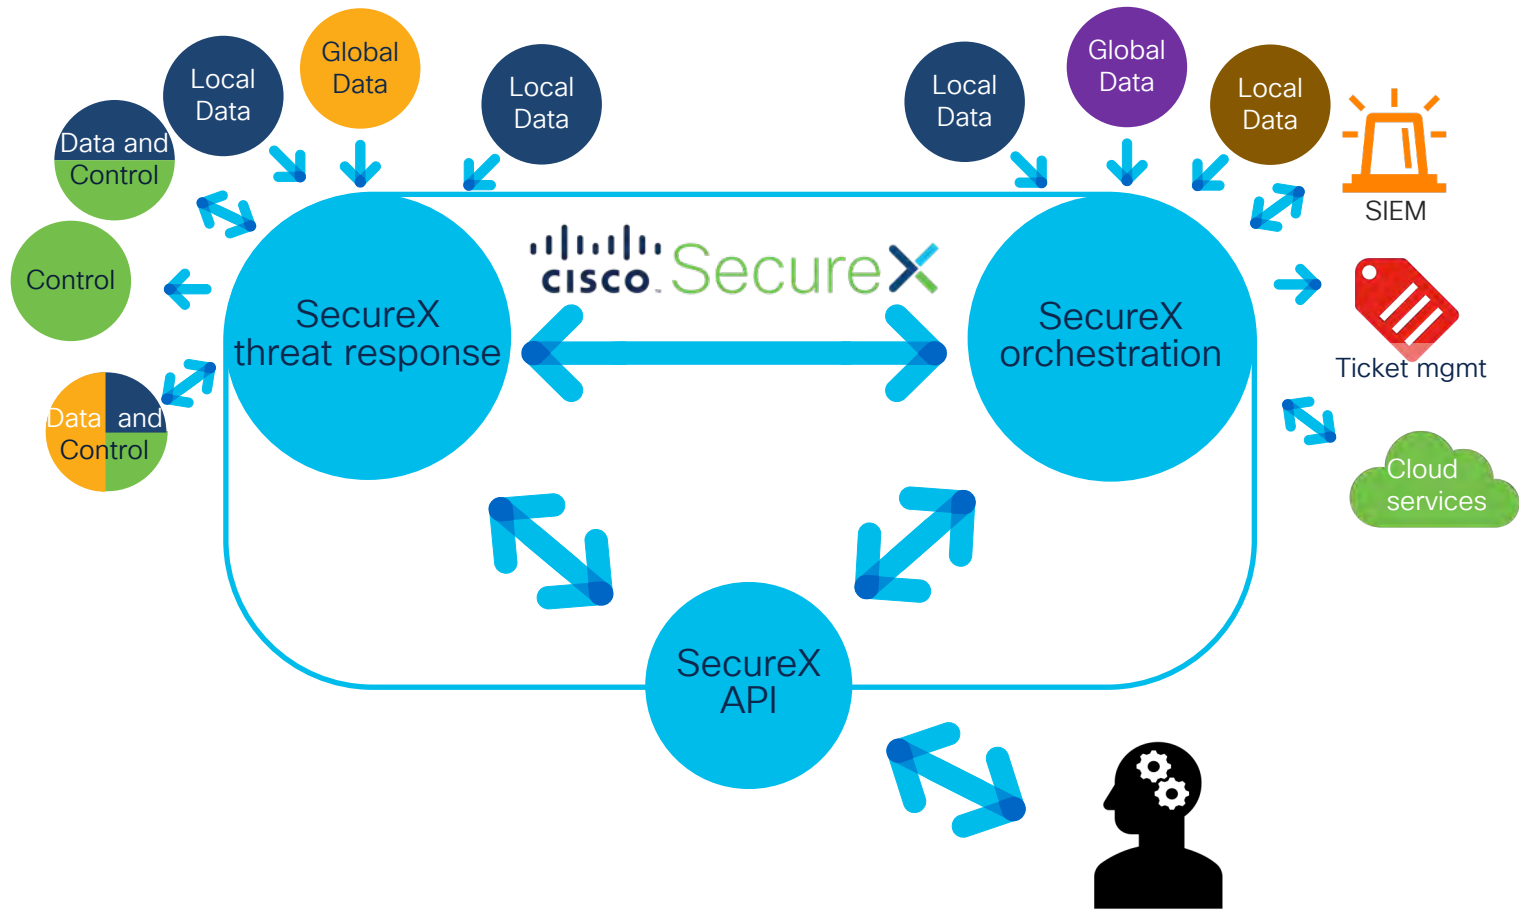 Local
Data
Global
Data
Local
Data
Local
Data
Global
Data
Local
Data
Data and
Control
Control
Data and
Control
SecureX
threat response
CISCO
SecureX
SecureX
orchestration
SIEM
Ticket mgmt
Cloud
services
SecureX
API